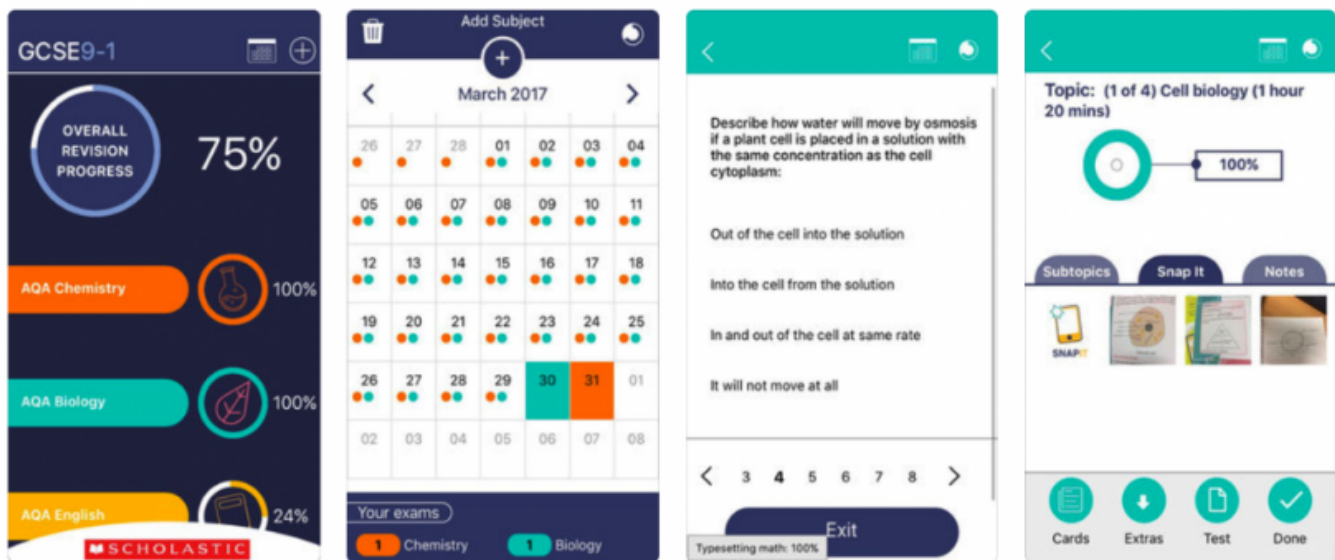 GCSE9-1
OVERALL
REVISION
PROGRESS
75%
AQA Chemistry
100%
AQA Biology
100%
AQA English
24%
SCHOLASTIC
Add Subject
+
March 2017
26 27 28 01 02 03 04
05 06 07 08 09 10 11
12 13 14 15 16 17 18
19 20 21 22 23 24 25
26 27 28 29 30 31 01
02 03 04 05 06 07 08
Your exams
1 Chemistry 1 Biology
Describe how water will move by osmosis
if a plant cell is placed in a solution with
the same concentration as the cell
cytoplasm:
Out of the cell into the solution
Into the cell from the solution
In and out of the cell at same rate
It will not move at all
3 4 5 6 7 8
Exit
Typesetting math: 100%
Topic: (1 of 4) Cell biology (1 hour
20 mins)
100%
Subtopics Snap It Notes
SNAPIT
Cards Extras Test Done